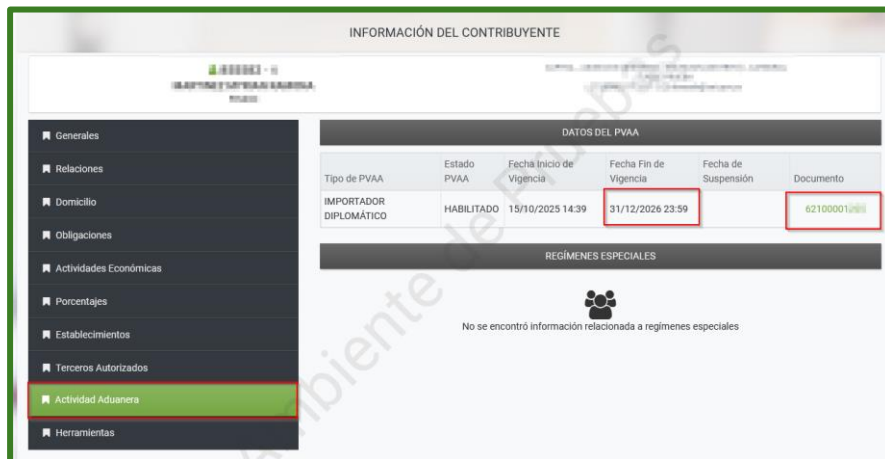 INFORMACIÓN DEL CONTRIBUYENTE
Generales
Relaciones
Domicilio
Obligaciones
Actividades Económicas
Porcentajes
Establecimientos
Terceros Autorizados
Actividad Aduanera
Herramientas
DATOS DEL PVAA
Tipo de PVAA
Estado PVAA
Fecha Inicio de Vigencia
Fecha Fin de Vigencia
Fecha de Suspensión
Documento
IMPORTADOR DIPLOMÁTICO
HABILITADO
15/10/2025 14:39
31/12/2026 23:59
62100001
REGÍMENES ESPECIALES
No se encontró información relacionada a regímenes especiales
Ambiente de Pruebas